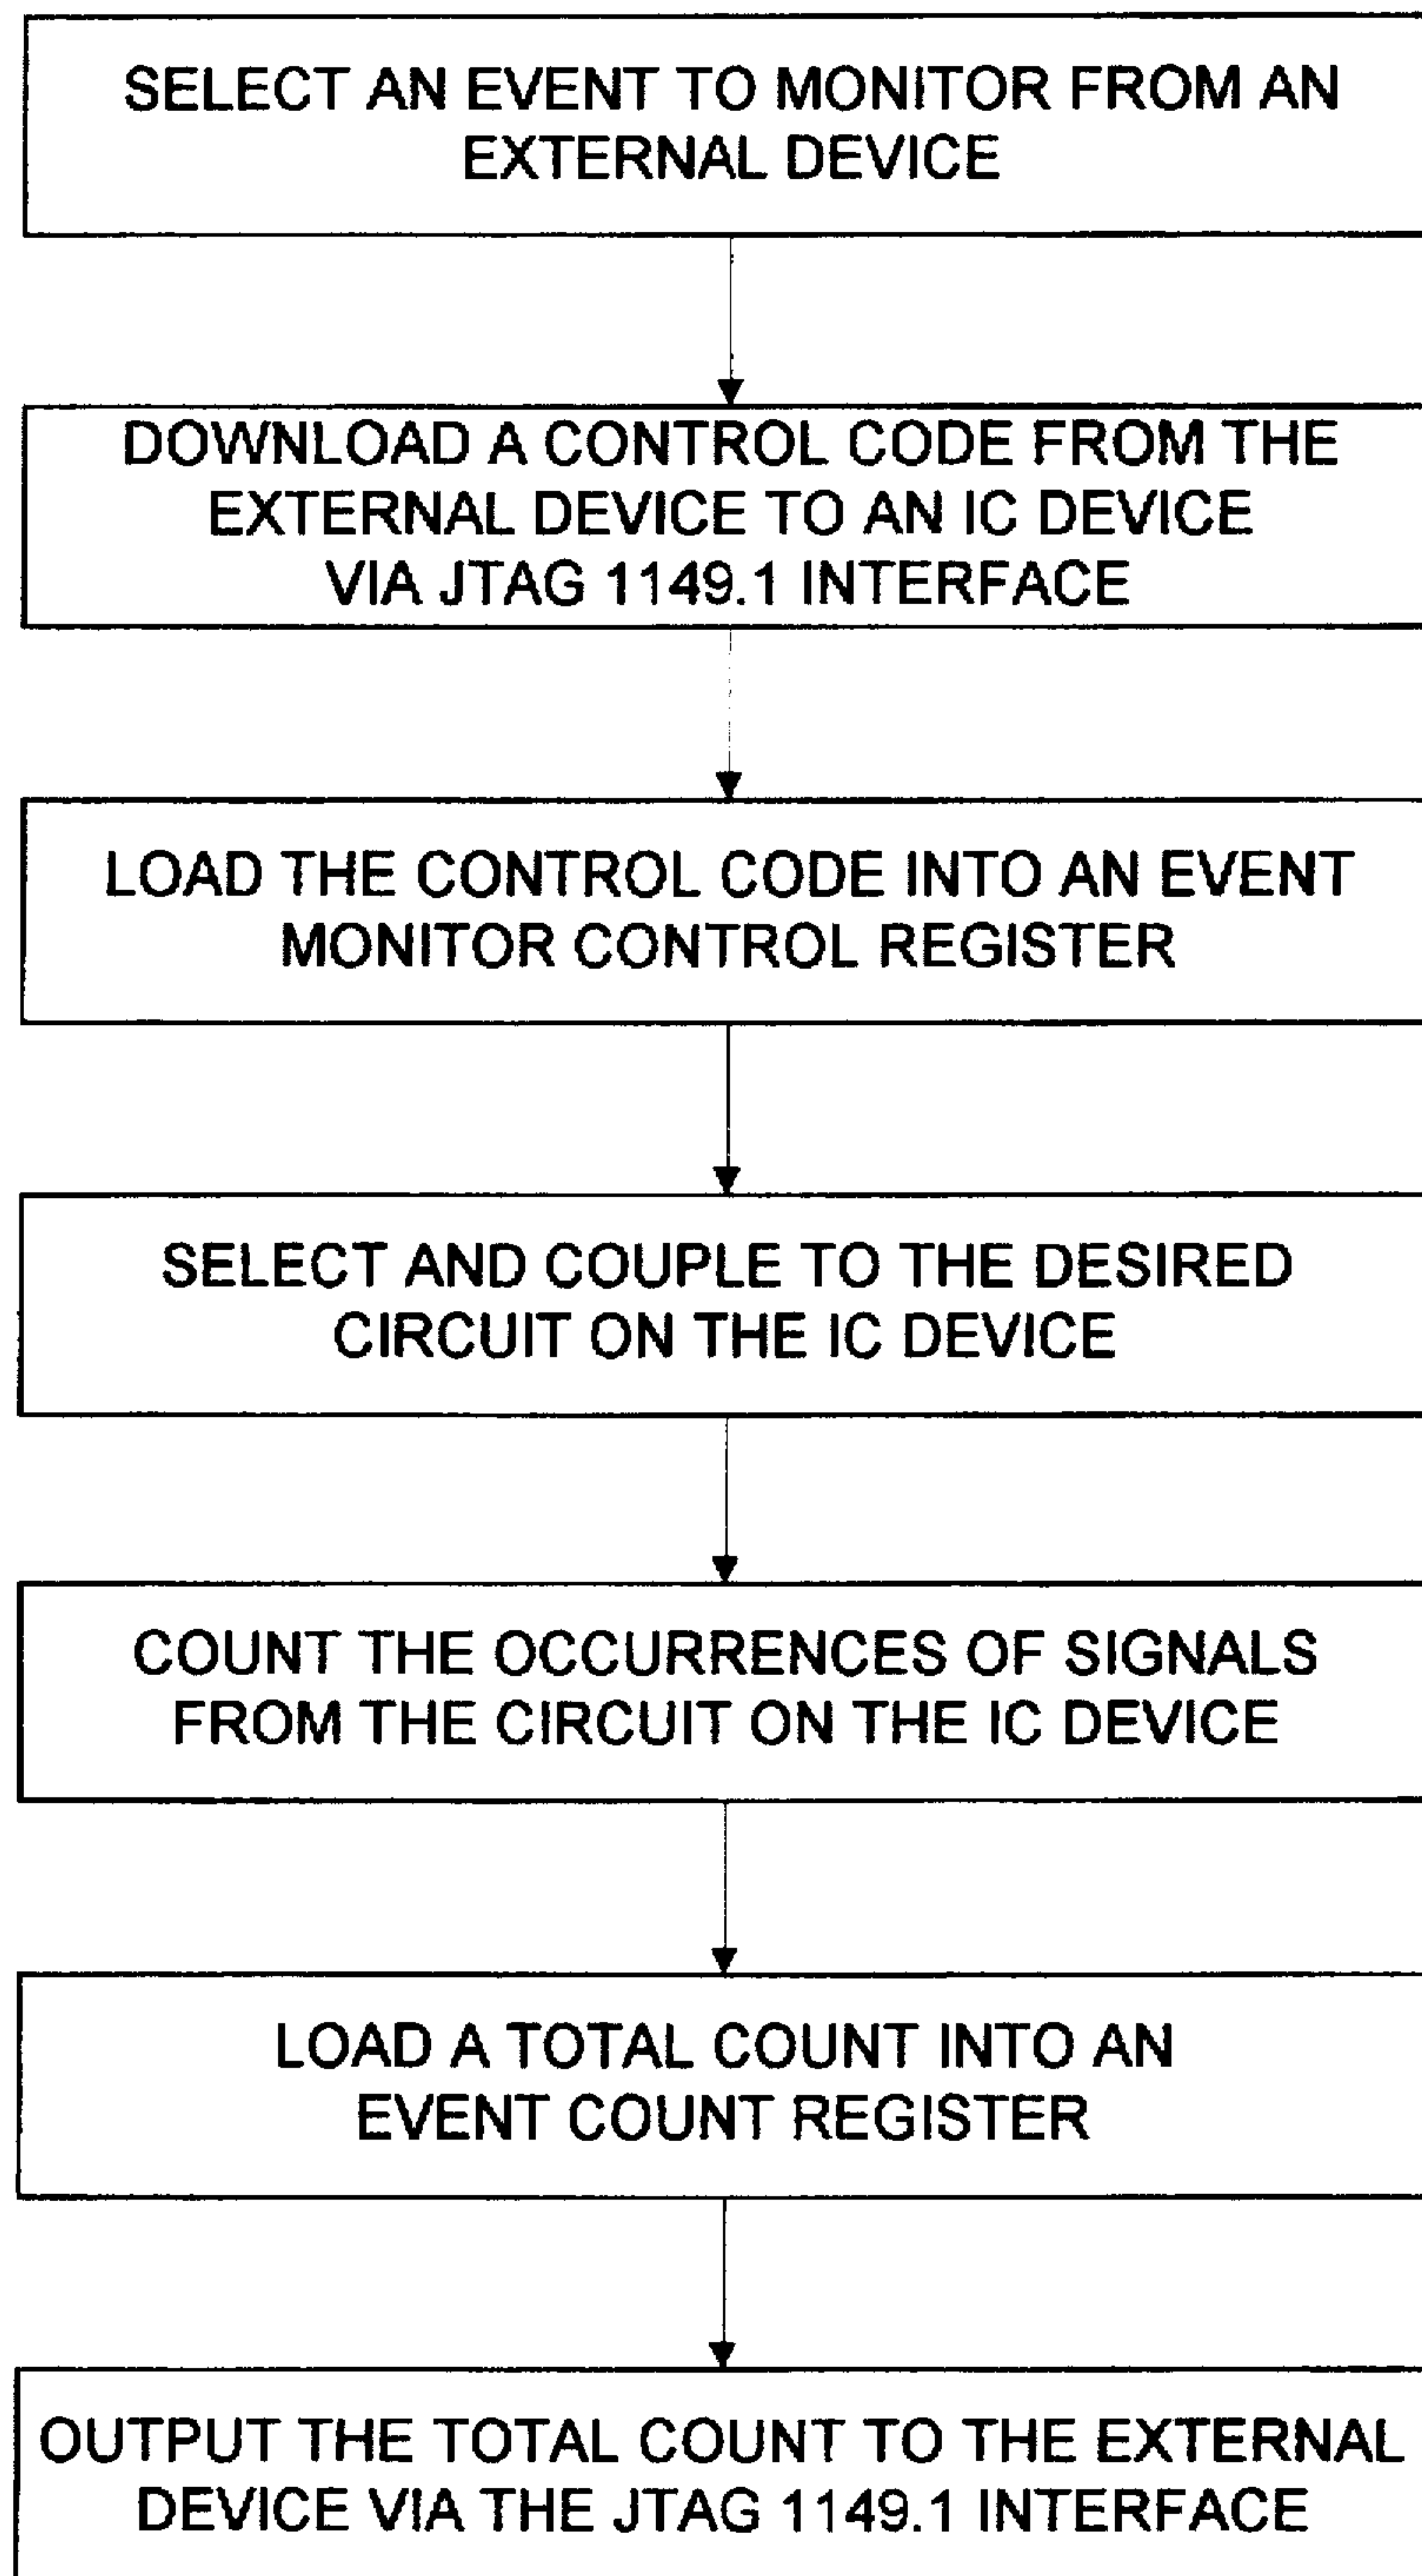 SELECT AN EVENT TO MONITOR FROM AN
EXTERNAL DEVICE
DOWNLOAD A CONTROL CODE FROM THE
EXTERNAL DEVICE TO AN IC DEVICE
VIA JTAG 1149.1 INTERFACE
LOAD THE CONTROL CODE INTO AN EVENT
MONITOR CONTROL REGISTER
SELECT AND COUPLE TO THE DESIRED
CIRCUIT ON THE IC DEVICE
COUNT THE OCCURRENCES OF SIGNALS
FROM THE CIRCUIT ON THE IC DEVICE
LOAD A TOTAL COUNT INTO AN
EVENT COUNT REGISTER
OUTPUT THE TOTAL COUNT TO THE EXTERNAL
DEVICE VIA THE JTAG 1149.1 INTERFACE